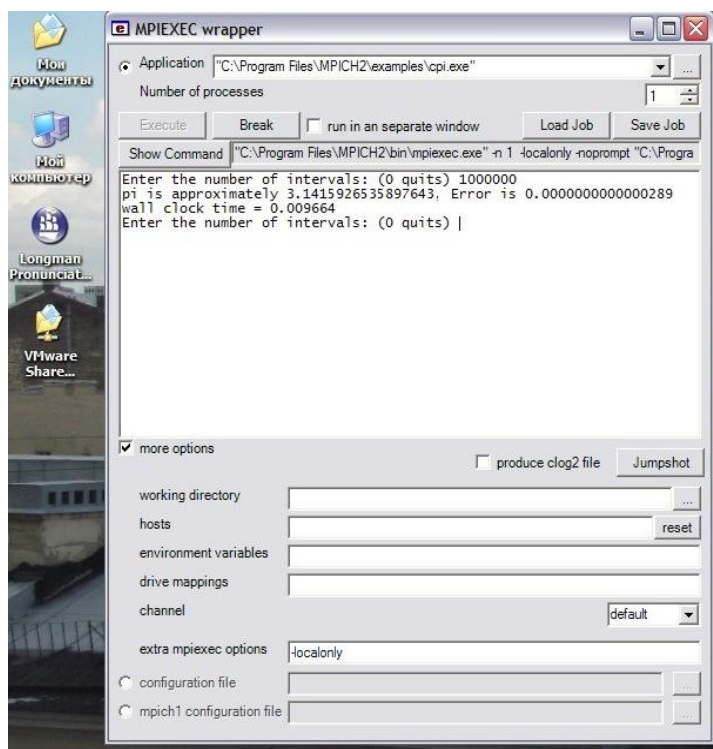 MPIEXEC wrapper
Мои документы
Мой компьютер
Longman Pronunciat...
VMware Share...
Application "C:\Program Files\MPICH2\examples\cpi.exe" ...
Number of processes 1
Execute Break run in an separate window Load Job Save Job
Show Command "C:\Program Files\MPICH2\bin\mpiexec.exe" -n 1 -localonly -noprompt "C:\Progra
Enter the number of intervals: (0 quits) 1000000
pi is approximately 3.1415926535897643, Error is 0.0000000000000289
wall clock time = 0.009664
Enter the number of intervals: (0 quits)
more options
produce clog2 file Jumpshot
working directory ...
hosts reset
environment variables
drive mappings
channel default
extra mpiexec options -localonly
configuration file ...
mpich1 configuration file ...